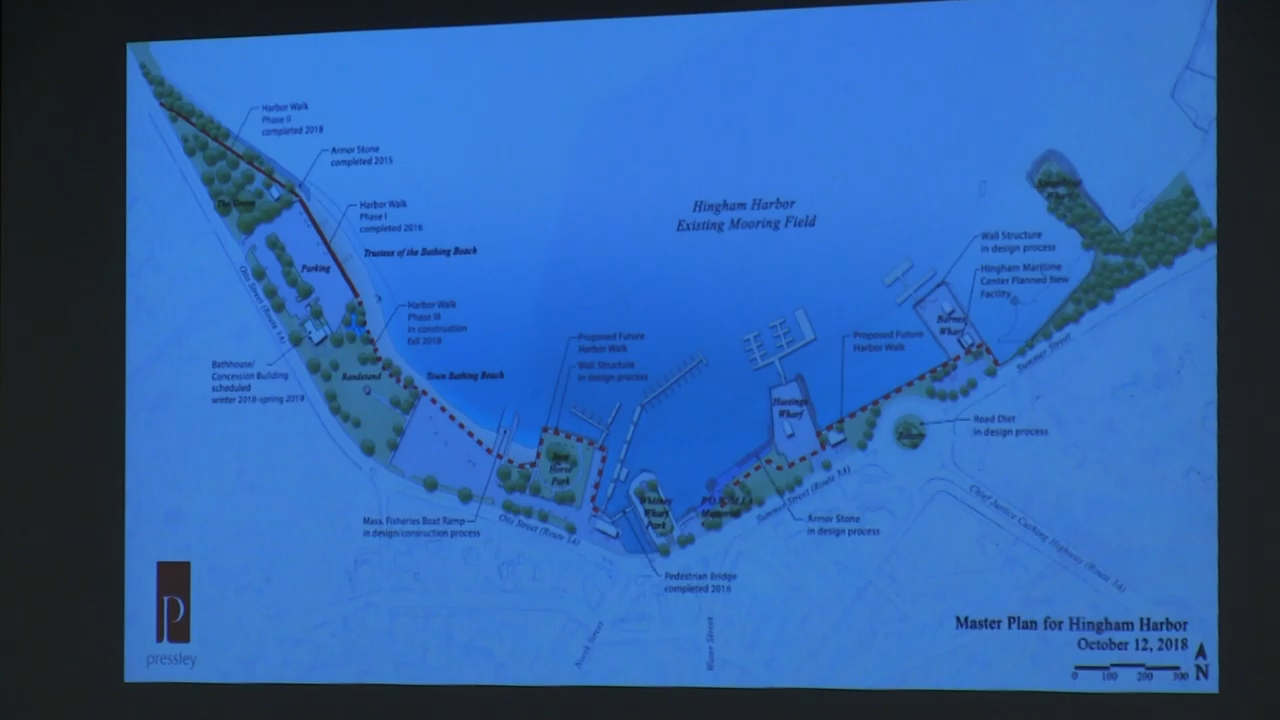 Harbor Walk
Phase II
completed 2018
Armor Stone
completed 2015
Harbor Walk
Phase I
completed 2016
The Green
Trustees of the Bathing Beach
Parking
Otis Street (Route 3A)
Harbor Walk
Phase III
in construction
fall 2018
Bathhouse/
Concession Building
scheduled
winter 2018-spring 2019
Bandstand
Town Bathing Beach
Hingham Harbor
Existing Mooring Field
Proposed Future
Harbor Walk
Wall Structure
in design process
Horse
Park
Mass. Fisheries Boat Ramp
in design/consruction process
Otis Street (Route 3A)
Whitney
Wharf
Park
Pedestrian Bridge
completed 2016
North Street
Water Street
Memorial
Hastings
Wharf
Summer Street (Route 3A)
Armor Stone
in design process
Proposed Future
Harbor Walk
Barnes
Wharf
Wall Structure
in design process
Hingham Maritime
Center Planned New
Facility
Wharf
Summer Street
Road Diet
in design process
Chief Justice Cushing Highway (Route 3A)
P
pressley
Master Plan for Hingham Harbor
October 12, 2018
0 100 200 300
N